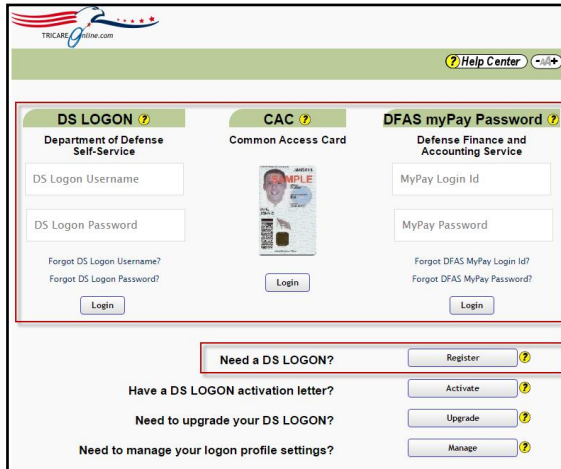 TRICARE Online.com
? Help Center
DS LOGON ?
Department of Defense
Self-Service
DS Logon Username
DS Logon Password
Forgot DS Logon Username?
Forgot DS Logon Password?
Login
CAC ?
Common Access Card
SAMPLE
Login
DFAS myPay Password ?
Defense Finance and
Accounting Service
MyPay Login Id
MyPay Password
Forgot DFAS MyPay Login Id?
Forgot DFAS MyPay Password?
Login
Need a DS LOGON? Register ?
Have a DS LOGON activation letter? Activate ?
Need to upgrade your DS LOGON? Upgrade ?
Need to manage your logon profile settings? Manage ?